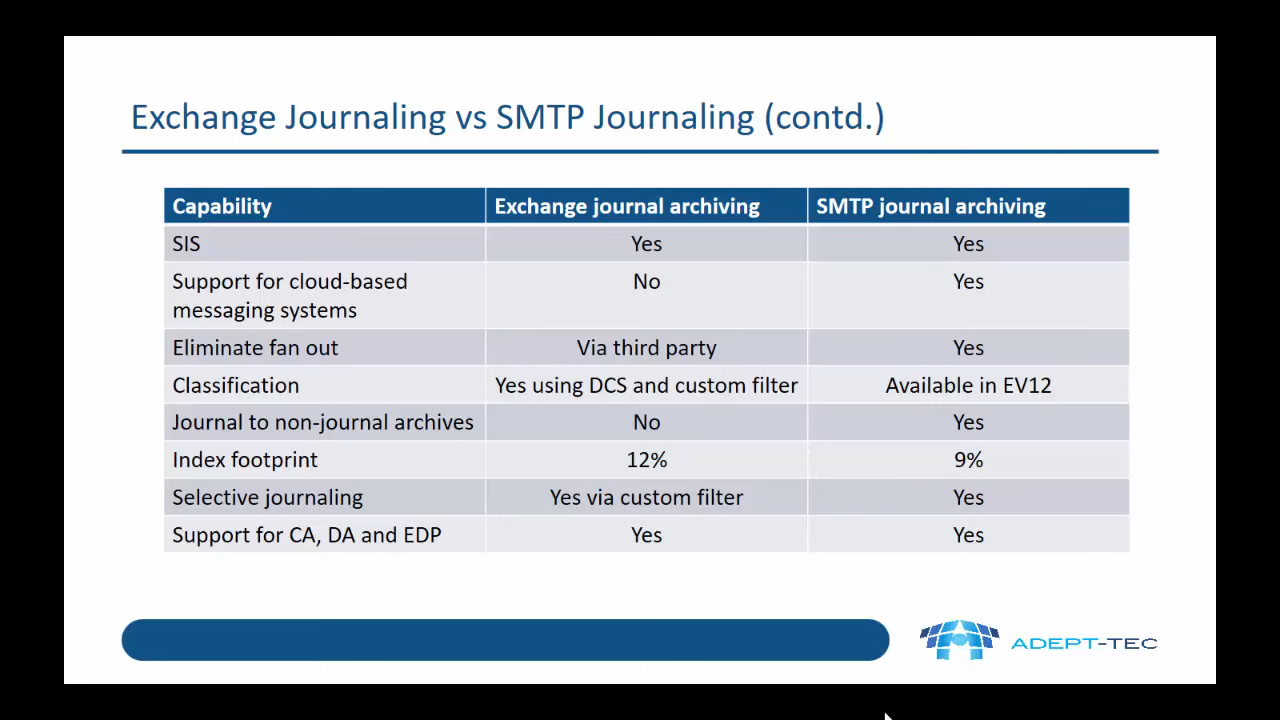 Exchange Journaling vs SMTP Journaling (contd.)
Capability Exchange journal archiving SMTP journal archiving
SIS Yes Yes
Support for cloud-based No Yes
messaging systems
Eliminate fan out Via third party Yes
Classification Yes using DCS and custom filter Available in EV12
Journal to non-journal archives No Yes
Index footprint 12% 9%
Selective journaling Yes via custom filter Yes
Support for CA, DA and EDP Yes Yes
ADEPT-TEC